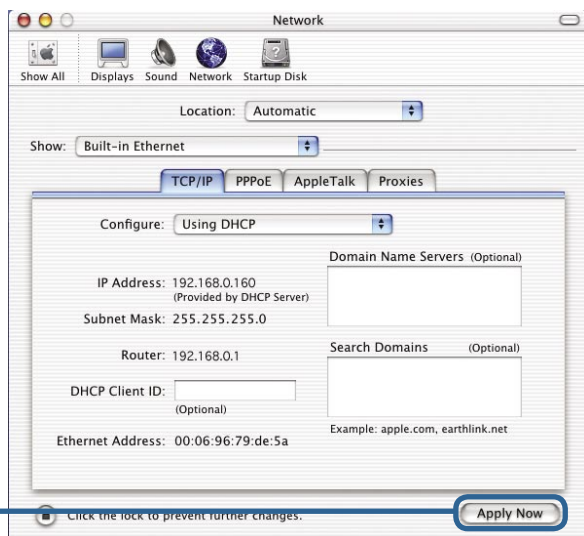 Network
Show All Displays Sound Network Startup Disk
Location: Automatic
Show: Built-in Ethernet
TCP/IP PPPoE AppleTalk Proxies
Configure: Using DHCP
Domain Name Servers (Optional)
IP Address: 192.168.0.160
(Provided by DHCP Server)
Subnet Mask: 255.255.255.0
Search Domains (Optional)
Router: 192.168.0.1
DHCP Client ID:
(Optional)
Example: apple.com, earthlink.net
Ethernet Address: 00:06:96:79:de:5a
Click the lock to prevent further changes.
Apply Now